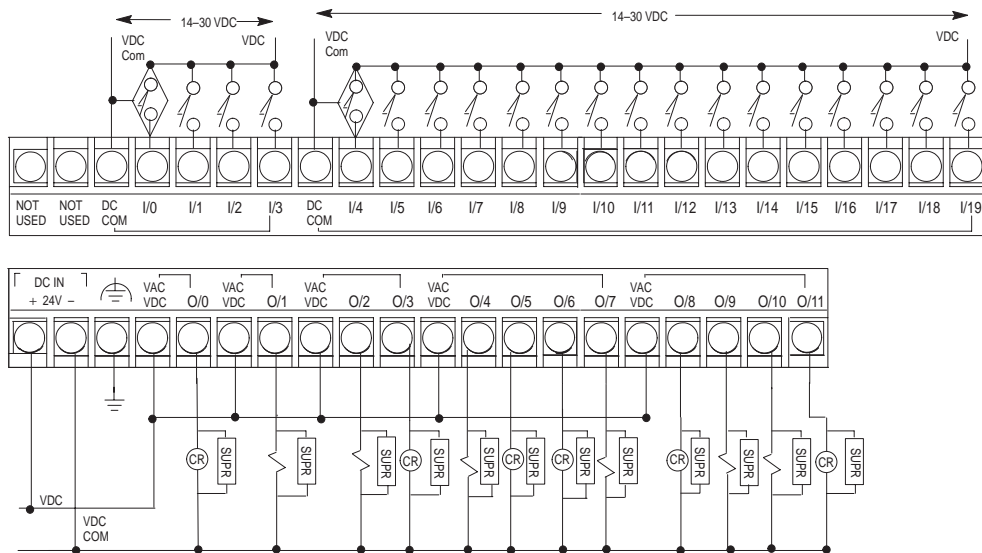 14–30 VDC
14–30 VDC
VDC
Com
VDC
VDC
Com
VDC
NOT
USED
NOT
USED
DC
COM
I/0
I/1
I/2
I/3
DC
COM
I/4
I/5
I/6
I/7
I/8
I/9
I/10
I/11
I/12
I/13
I/14
I/15
I/16
I/17
I/18
I/19
DC IN
+ 24V –
VAC
VDC
O/0
VAC
VDC
O/1
VAC
VDC
O/2
O/3
VAC
VDC
O/4
O/5
O/6
O/7
VAC
VDC
O/8
O/9
O/10
O/11
CR
SUPR
SUPR
SUPR
CR
SUPR
SUPR
CR
SUPR
CR
SUPR
SUPR
CR
SUPR
SUPR
SUPR
CR
SUPR
VDC
VDC
COM